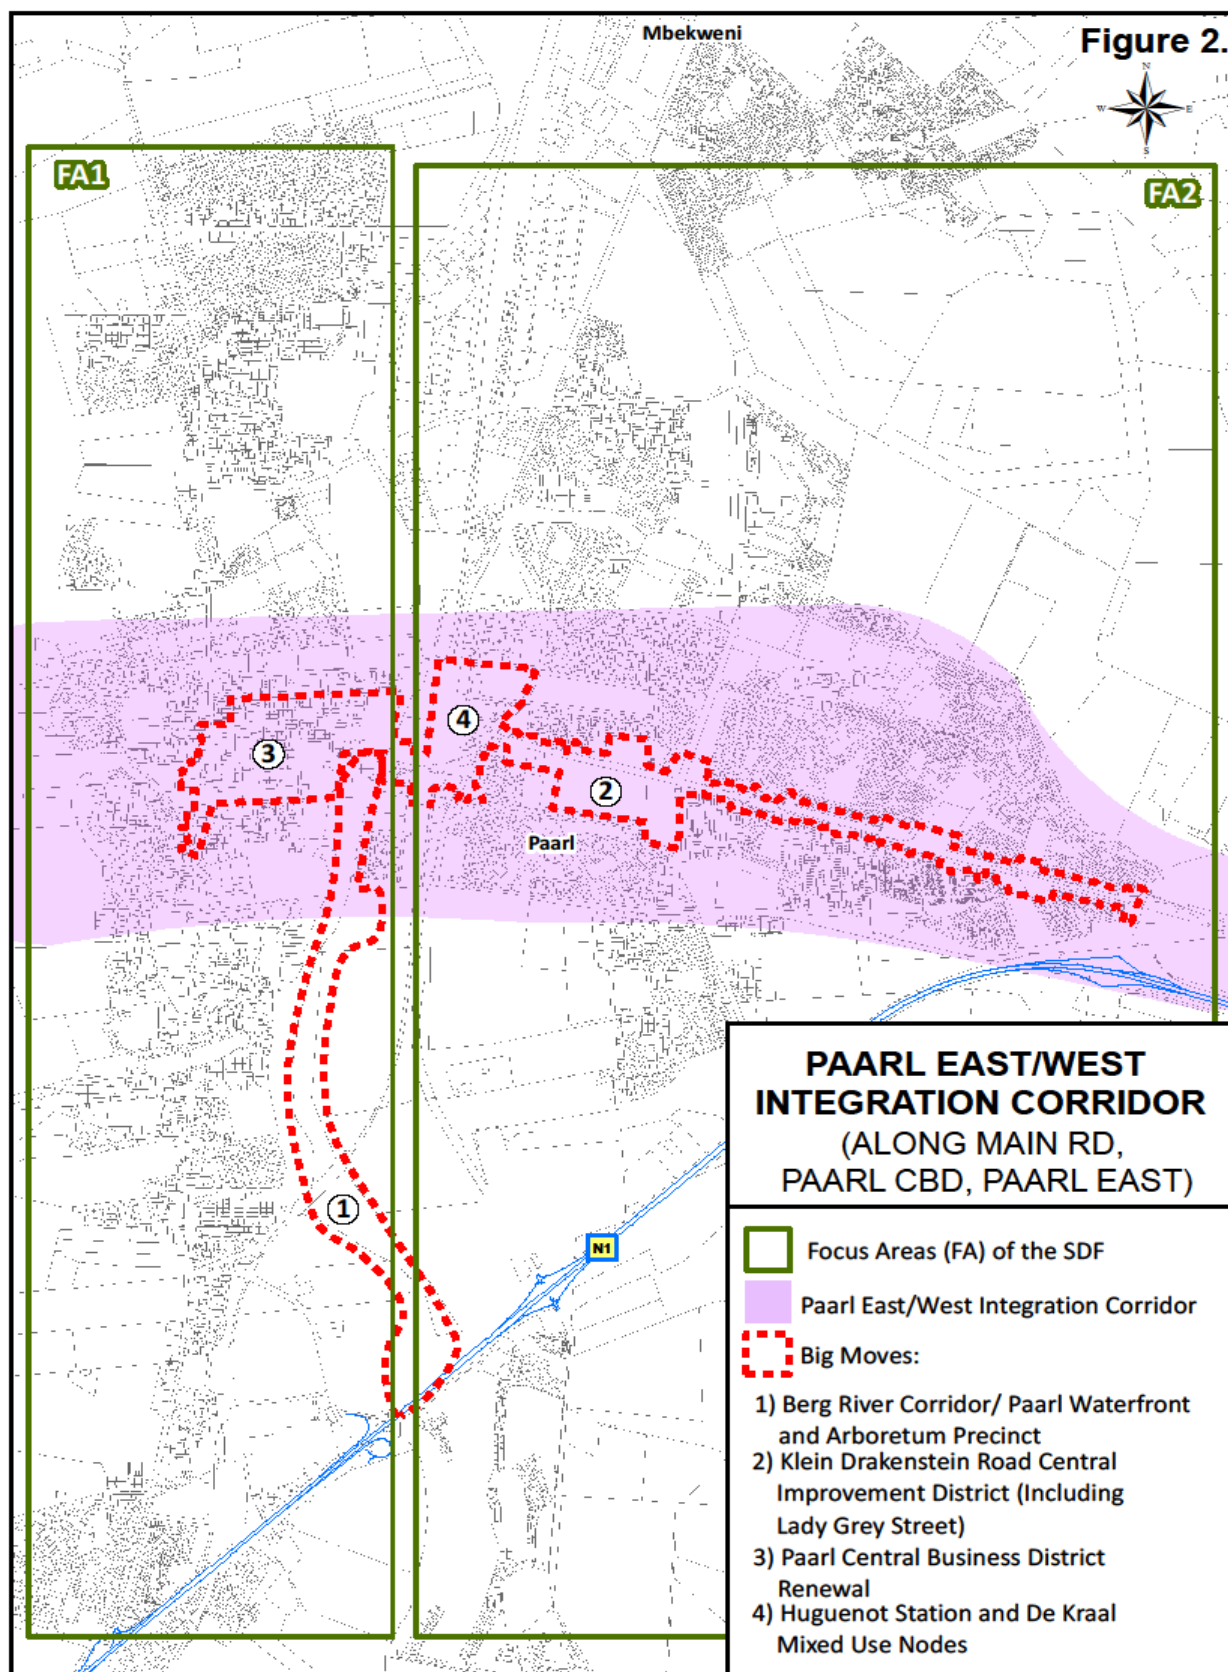 Mbekweni
Figure 2.
N
W
E
S
FA1
FA2
4
3
2
Paarl
1
N1
PAARL EAST/WEST
INTEGRATION CORRIDOR
(ALONG MAIN RD,
PAARL CBD, PAARL EAST)
Focus Areas (FA) of the SDF
Paarl East/West Integration Corridor
Big Moves:
1) Berg River Corridor/ Paarl Waterfront
and Arboretum Precinct
2) Klein Drakenstein Road Central
Improvement District (Including
Lady Grey Street)
3) Paarl Central Business District
Renewal
4) Huguenot Station and De Kraal
Mixed Use Nodes